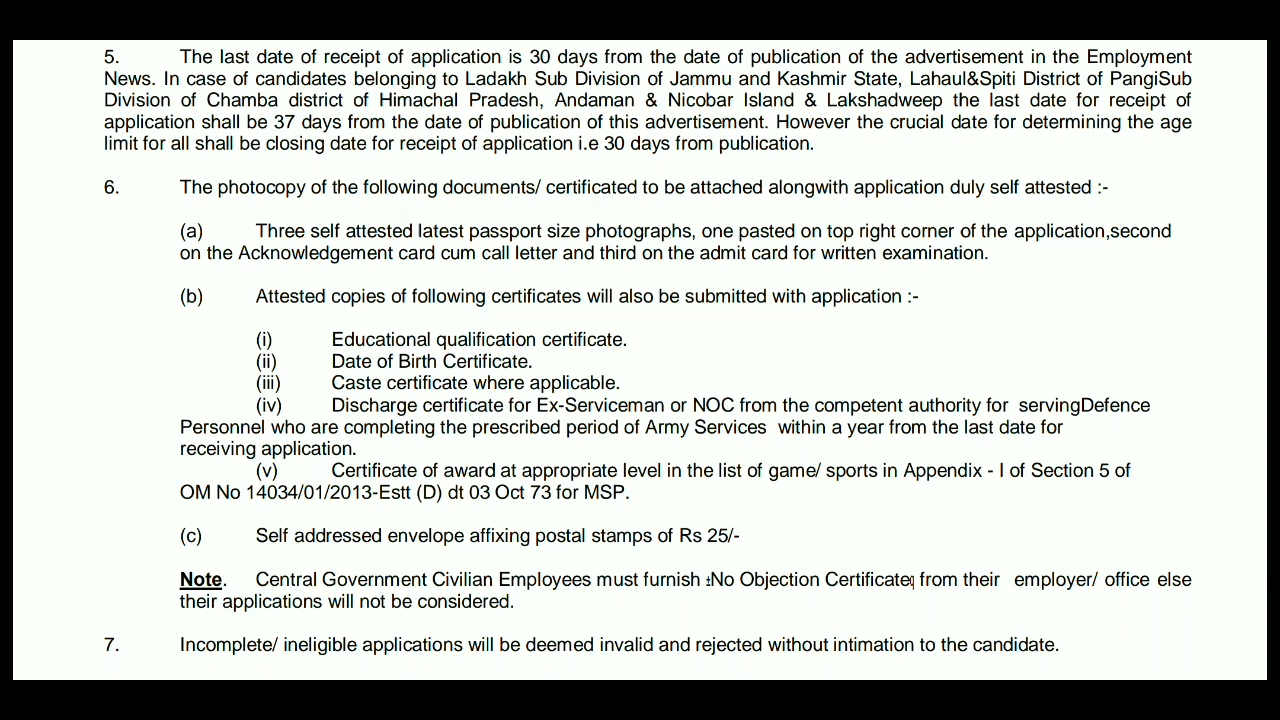 5. The last date of receipt of application is 30 days from the date of publication of the advertisement in the Employment
News. In case of candidates belonging to Ladakh Sub Division of Jammu and Kashmir State, Lahaul&Spiti District of PangiSub
Division of Chamba district of Himachal Pradesh, Andaman & Nicobar Island & Lakshadweep the last date for receipt of
application shall be 37 days from the date of publication of this advertisement. However the crucial date for determining the age
limit for all shall be closing date for receipt of application i.e 30 days from publication.
6. The photocopy of the following documents/ certificated to be attached alongwith application duly self attested :-
(a) Three self attested latest passport size photographs, one pasted on top right corner of the application,second
on the Acknowledgement card cum call letter and third on the admit card for written examination.
(b) Attested copies of following certificates will also be submitted with application :-
(i) Educational qualification certificate.
(ii) Date of Birth Certificate.
(iii) Caste certificate where applicable.
(iv) Discharge certificate for Ex-Serviceman or NOC from the competent authority for servingDefence
Personnel who are completing the prescribed period of Army Services within a year from the last date for
receiving application.
(v) Certificate of award at appropriate level in the list of game/ sports in Appendix - I of Section 5 of
OM No 14034/01/2013-Estt (D) dt 03 Oct 73 for MSP.
(c) Self addressed envelope affixing postal stamps of Rs 25/-
Note. Central Government Civilian Employees must furnish ‡No Objection Certificateq from their employer/ office else
their applications will not be considered.
7. Incomplete/ ineligible applications will be deemed invalid and rejected without intimation to the candidate.